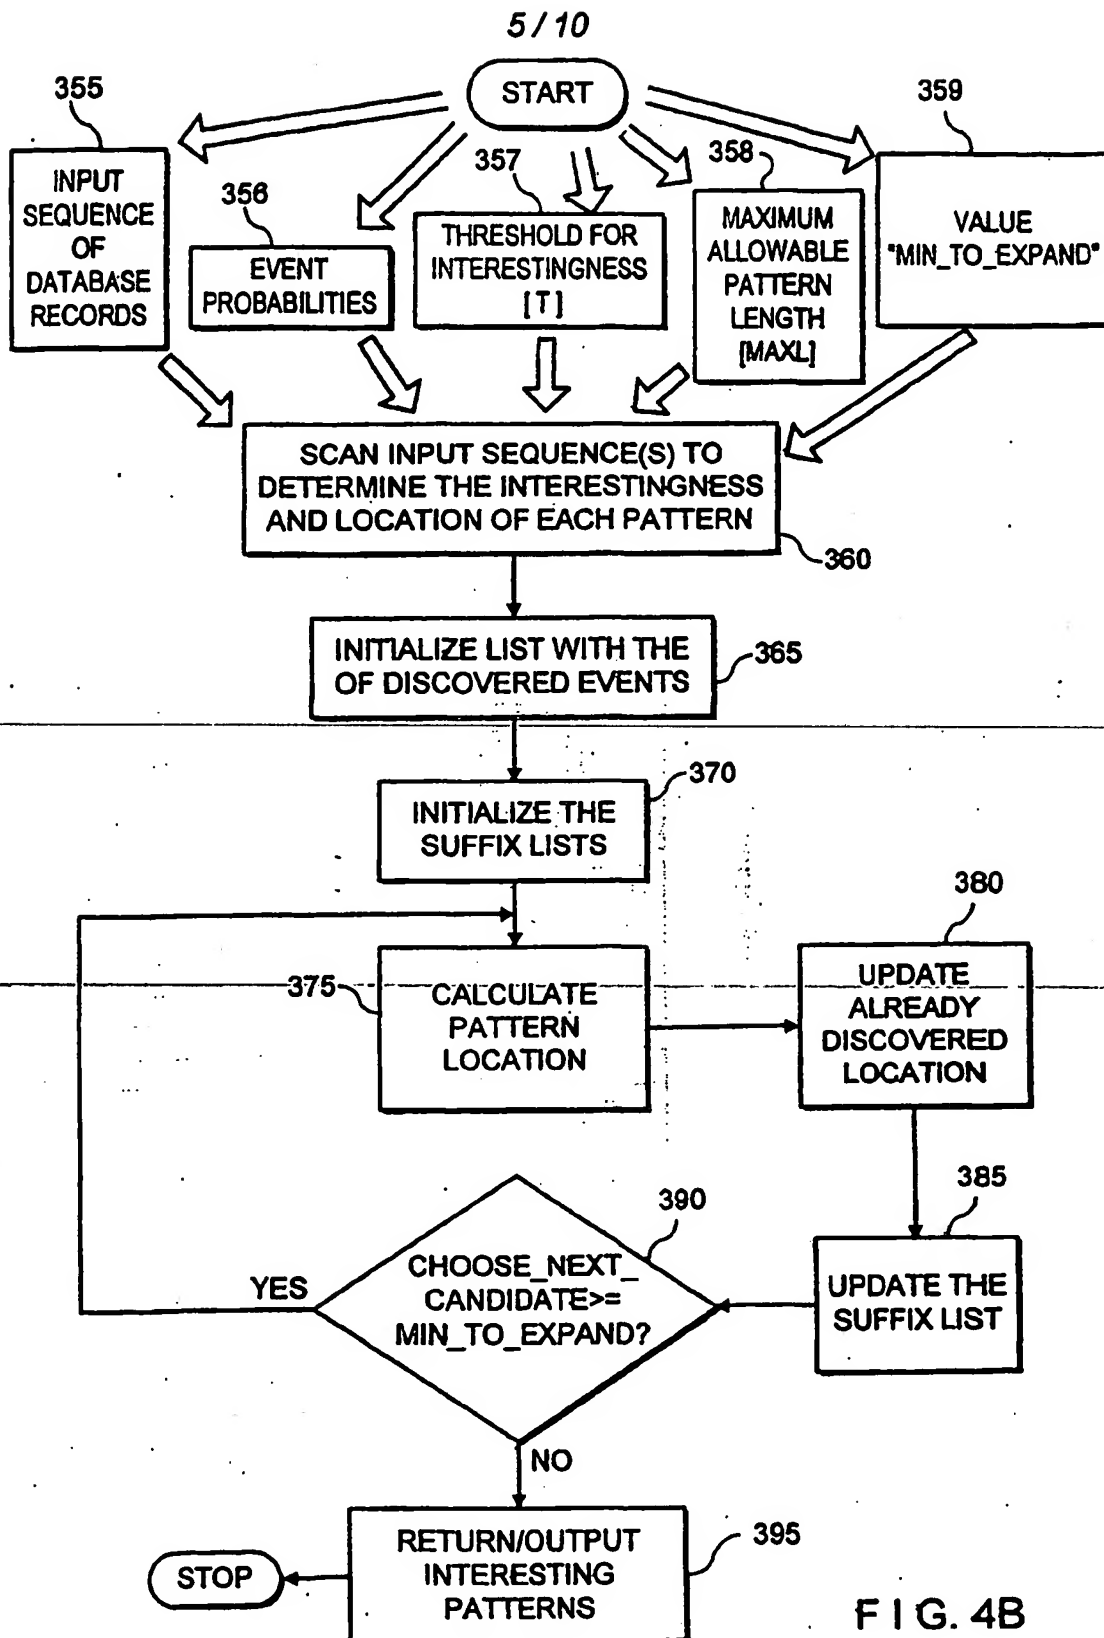 5/10
START
355
INPUT
SEQUENCE
OF
DATABASE
RECORDS
356
EVENT
PROBABILITIES
357
THRESHOLD FOR
INTERESTINGNESS
[T]
358
MAXIMUM
ALLOWABLE
PATTERN
LENGTH
[MAXL]
359
VALUE
"MIN_TO_EXPAND"
SCAN INPUT SEQUENCE(S) TO
DETERMINE THE INTERESTINGNESS
AND LOCATION OF EACH PATTERN
360
INITIALIZE LIST WITH THE
OF DISCOVERED EVENTS
365
INITIALIZE THE
SUFFIX LISTS
370
375
CALCULATE
PATTERN
LOCATION
380
UPDATE
ALREADY
DISCOVERED
LOCATION
385
UPDATE THE
SUFFIX LIST
390
CHOOSE_NEXT_
CANDIDATE>=
MIN_TO_EXPAND?
YES
NO
RETURN/OUTPUT
INTERESTING
PATTERNS
395
STOP
FIG. 4B